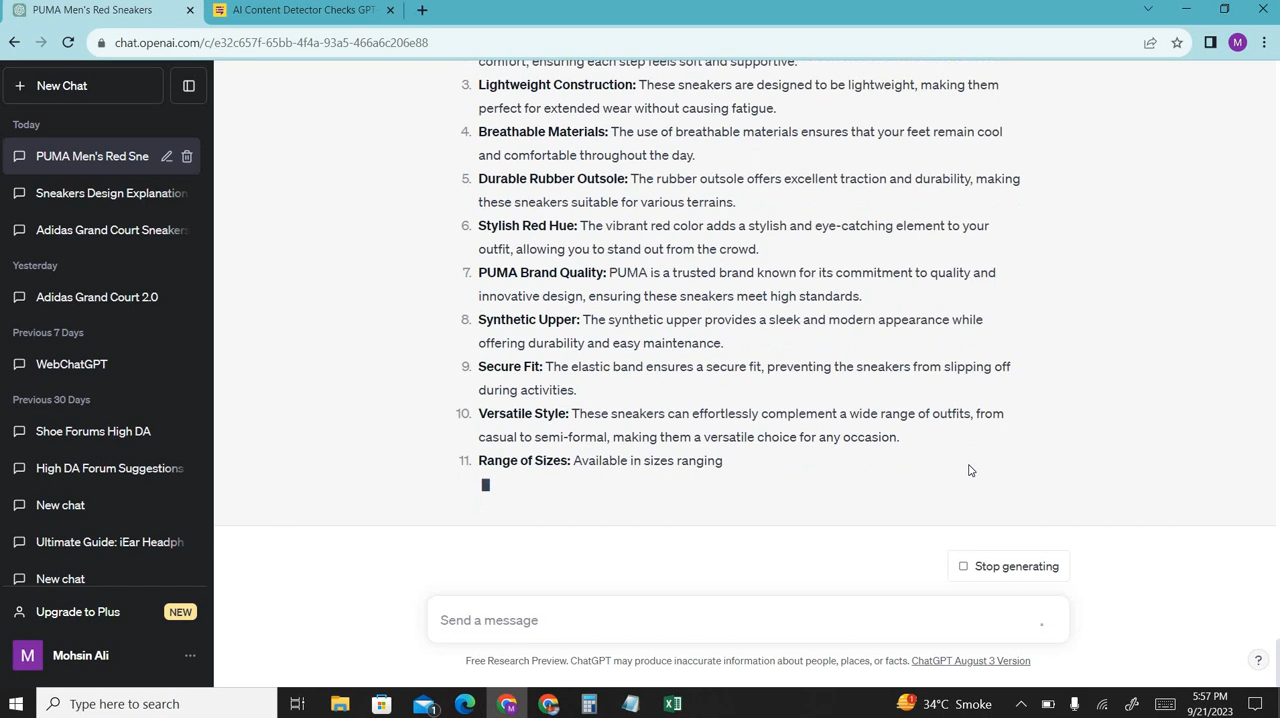 PUMA Men's Red Sneakers
AI Content Detector Checks GPT-
chat.openai.com/c/e32c657f-65bb-4f4a-93a5-466a6c206e88
M
New Chat
Today
PUMA Men's Red Sne
Sneakers Design Explanation
Adidas Grand Court Sneakers
Yesterday
Adidas Grand Court 2.0
Previous 7 Days
WebChatGPT
Previous 30 Days
Shoe Forums High DA
High DA Forum Suggestions
New chat
Ultimate Guide: iEar Headph
New chat
Upgrade to Plus NEW
M Mohsin Ali
comfort, ensuring each step feels soft and supportive.
3. Lightweight Construction: These sneakers are designed to be lightweight, making them
perfect for extended wear without causing fatigue.
4. Breathable Materials: The use of breathable materials ensures that your feet remain cool
and comfortable throughout the day.
5. Durable Rubber Outsole: The rubber outsole offers excellent traction and durability, making
these sneakers suitable for various terrains.
6. Stylish Red Hue: The vibrant red color adds a stylish and eye-catching element to your
outfit, allowing you to stand out from the crowd.
7. PUMA Brand Quality: PUMA is a trusted brand known for its commitment to quality and
innovative design, ensuring these sneakers meet high standards.
8. Synthetic Upper: The synthetic upper provides a sleek and modern appearance while
offering durability and easy maintenance.
9. Secure Fit: The elastic band ensures a secure fit, preventing the sneakers from slipping off
during activities.
10. Versatile Style: These sneakers can effortlessly complement a wide range of outfits, from
casual to semi-formal, making them a versatile choice for any occasion.
11. Range of Sizes: Available in sizes ranging
Stop generating
Send a message
Free Research Preview. ChatGPT may produce inaccurate information about people, places, or facts. ChatGPT August 3 Version
?
Type here to search
1
M
34°C Smoke
5:57 PM
9/21/2023